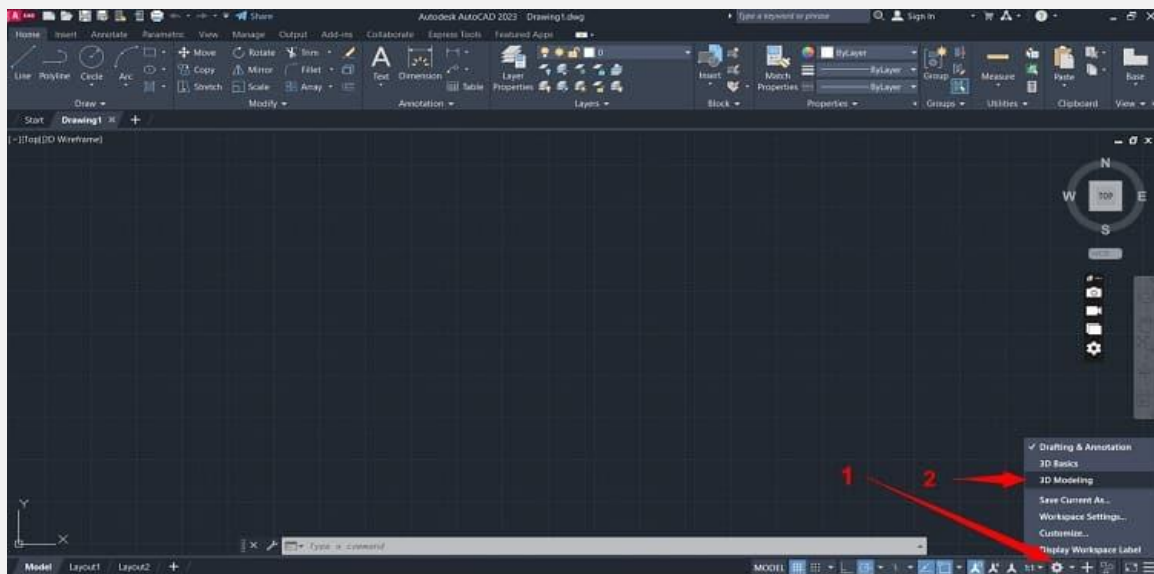 Share
Autodesk AutoCAD 2023 Drawing1.dwg
Type a keyword or phrase
Sign In
Home Insert Annotate Parametric View Manage Output Add-ins Collaborate Express Tools Featured Apps
Line Polyline Circle Arc
Move Rotate Trim
Copy Mirror Fillet
Stretch Scale Array
Text Dimension
Table
Layer Properties
0
Insert
Match Properties
ByLayer
ByLayer
ByLayer
Group
Measure
Paste
Base
Draw Modify Annotation Layers Block Properties Groups Utilities Clipboard View
Start Drawing1 +
[-][Top][2D Wireframe]
N
W TOP E
S
WCS
Drafting & Annotation
3D Basics
1 2 3D Modeling
Save Current As...
Workspace Settings...
Customize...
Display Workspace Label
Y
X
Type a command
Model Layout1 Layout2 +
MODEL 1:1